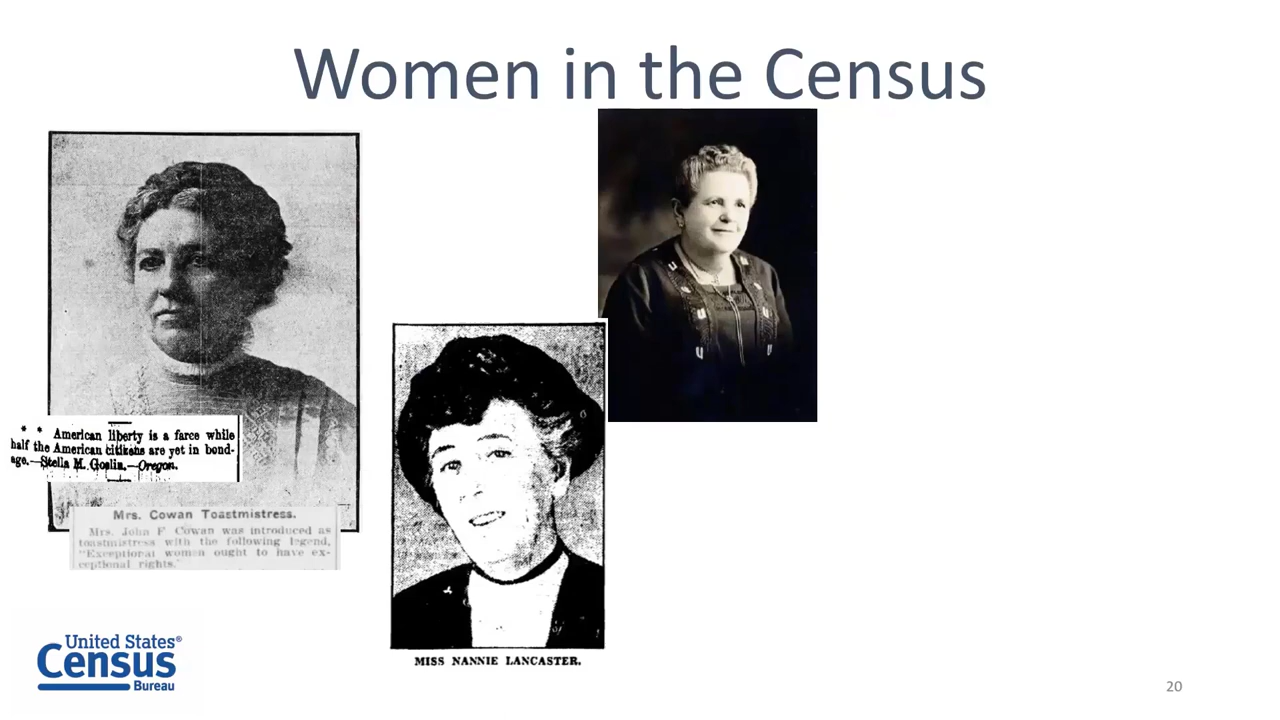 Women in the Census
* * American liberty is a farce while
half the American citizens are yet in bond-
age.—Stella M. Goslin.—Oregon.
Mrs. Cowan Toastmistress.
Mrs. John F Cowan was introduced as
toastmistress with the following legend,
"Exceptional women ought to have ex-
ceptional rights."
MISS NANNIE LANCASTER.
United States®
Census
Bureau
20